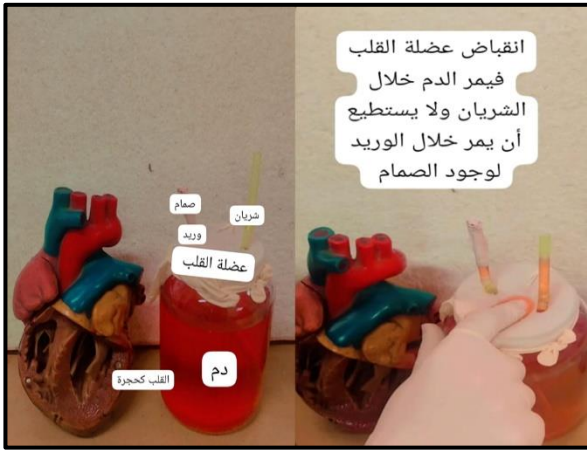 صمام
شريان
وريد
عضلة القلب
دم
القلب كحجرة
انقباض عضلة القلب
فيمر الدم خلال
الشريان ولا يستطيع
أن يمر خلال الوريد
لوجود الصمام